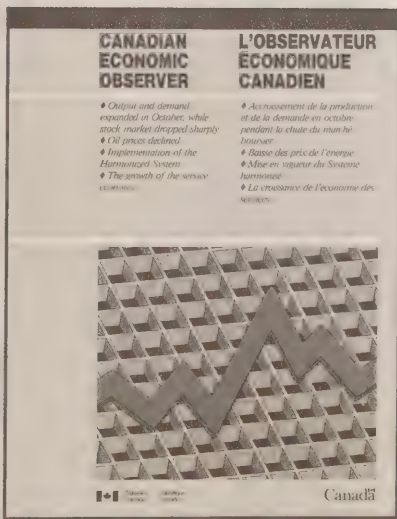 CANADIAN
ECONOMIC
OBSERVER
♦ Output and demand
expanded in October, while
stock market dropped sharply
♦ Oil prices declined
♦ Implementation of the
Harmonized System
♦ The growth of the service
L'OBSERVATEUR
ÉCONOMIQUE
CANADIEN
♦ Accroissement de la production
et de la demande en octobre
pendant la chute du marché
boursier
♦ Baisse des prix de l'energie
♦ Mise en vigueur du Système
harmonisé
♦ La croissance de l'économie des
services
Canada